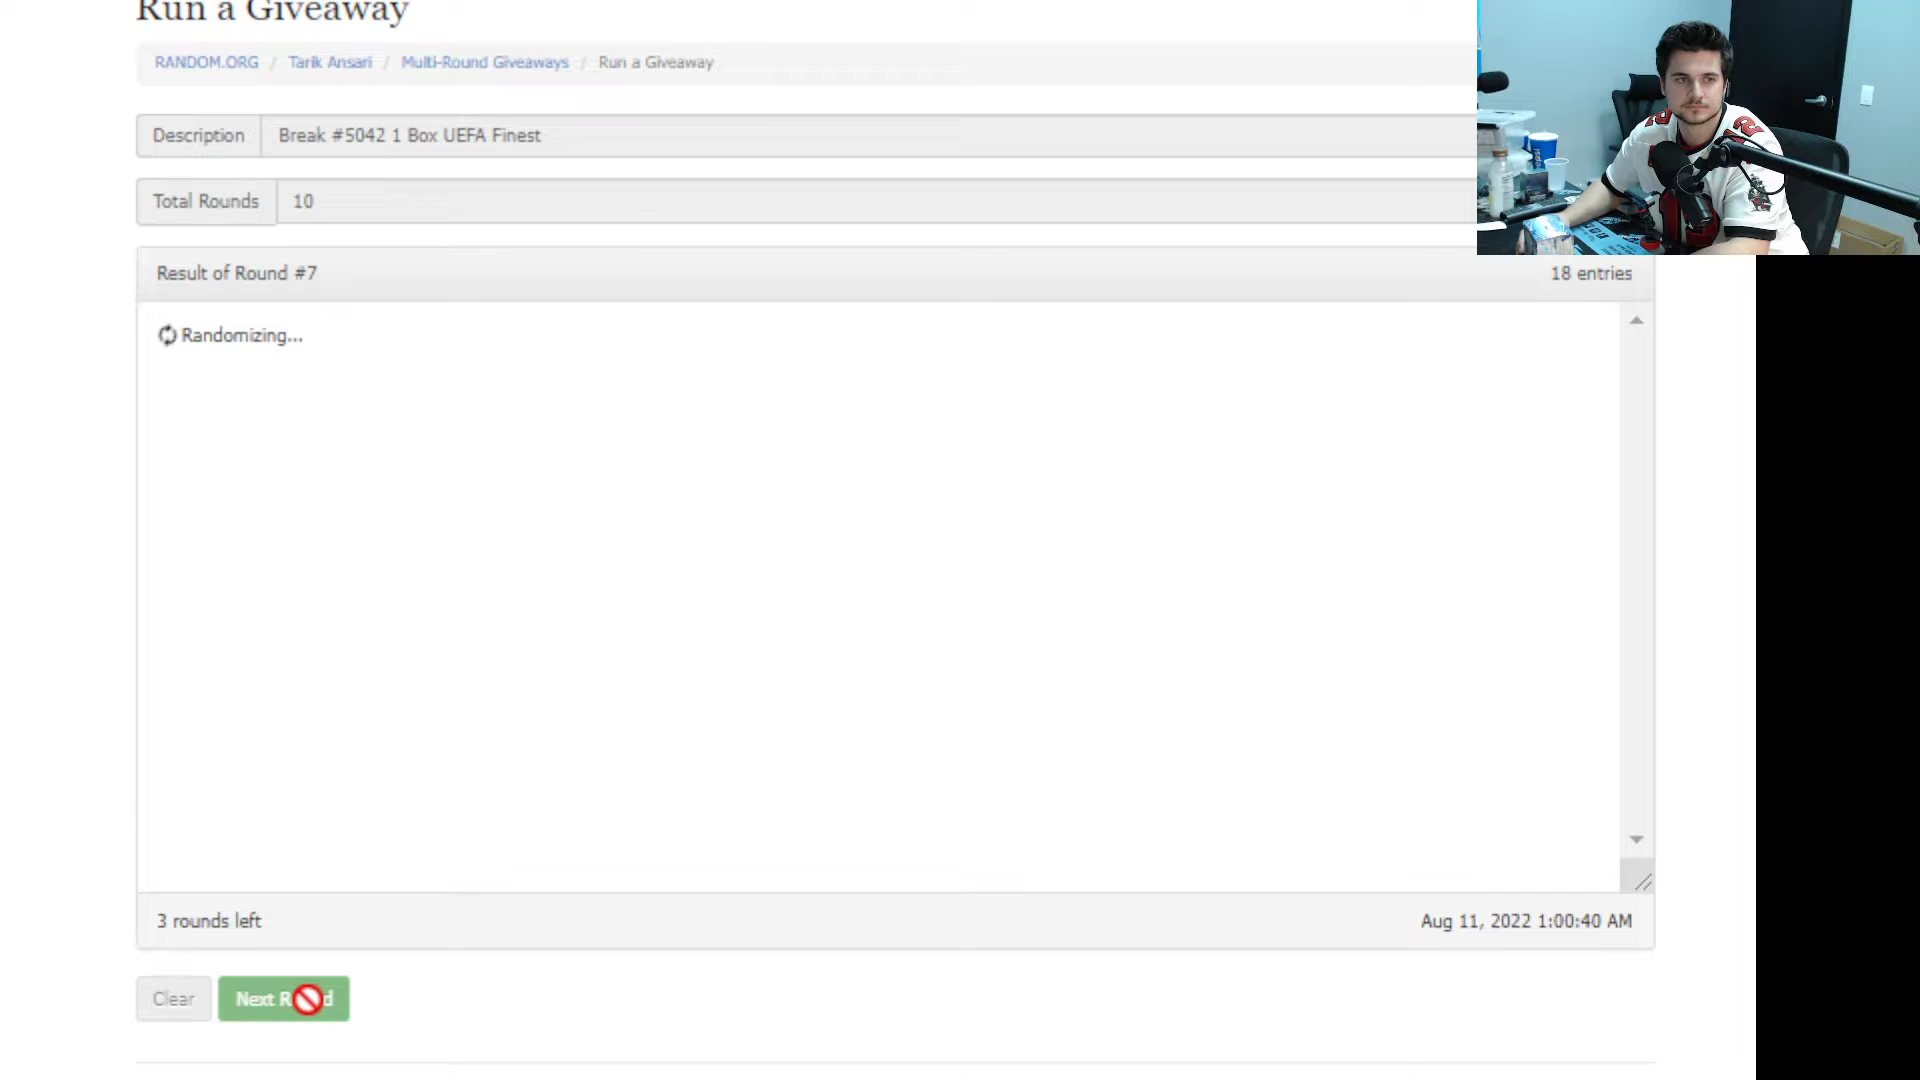 Run a Giveaway
RANDOM.ORG / Tarik Ansari / Multi-Round Giveaways / Run a Giveaway
Description Break #5042 1 Box UEFA Finest
Total Rounds 10
Result of Round #7 18 entries
Randomizing...
3 rounds left Aug 11, 2022 1:00:40 AM
Clear Next R d